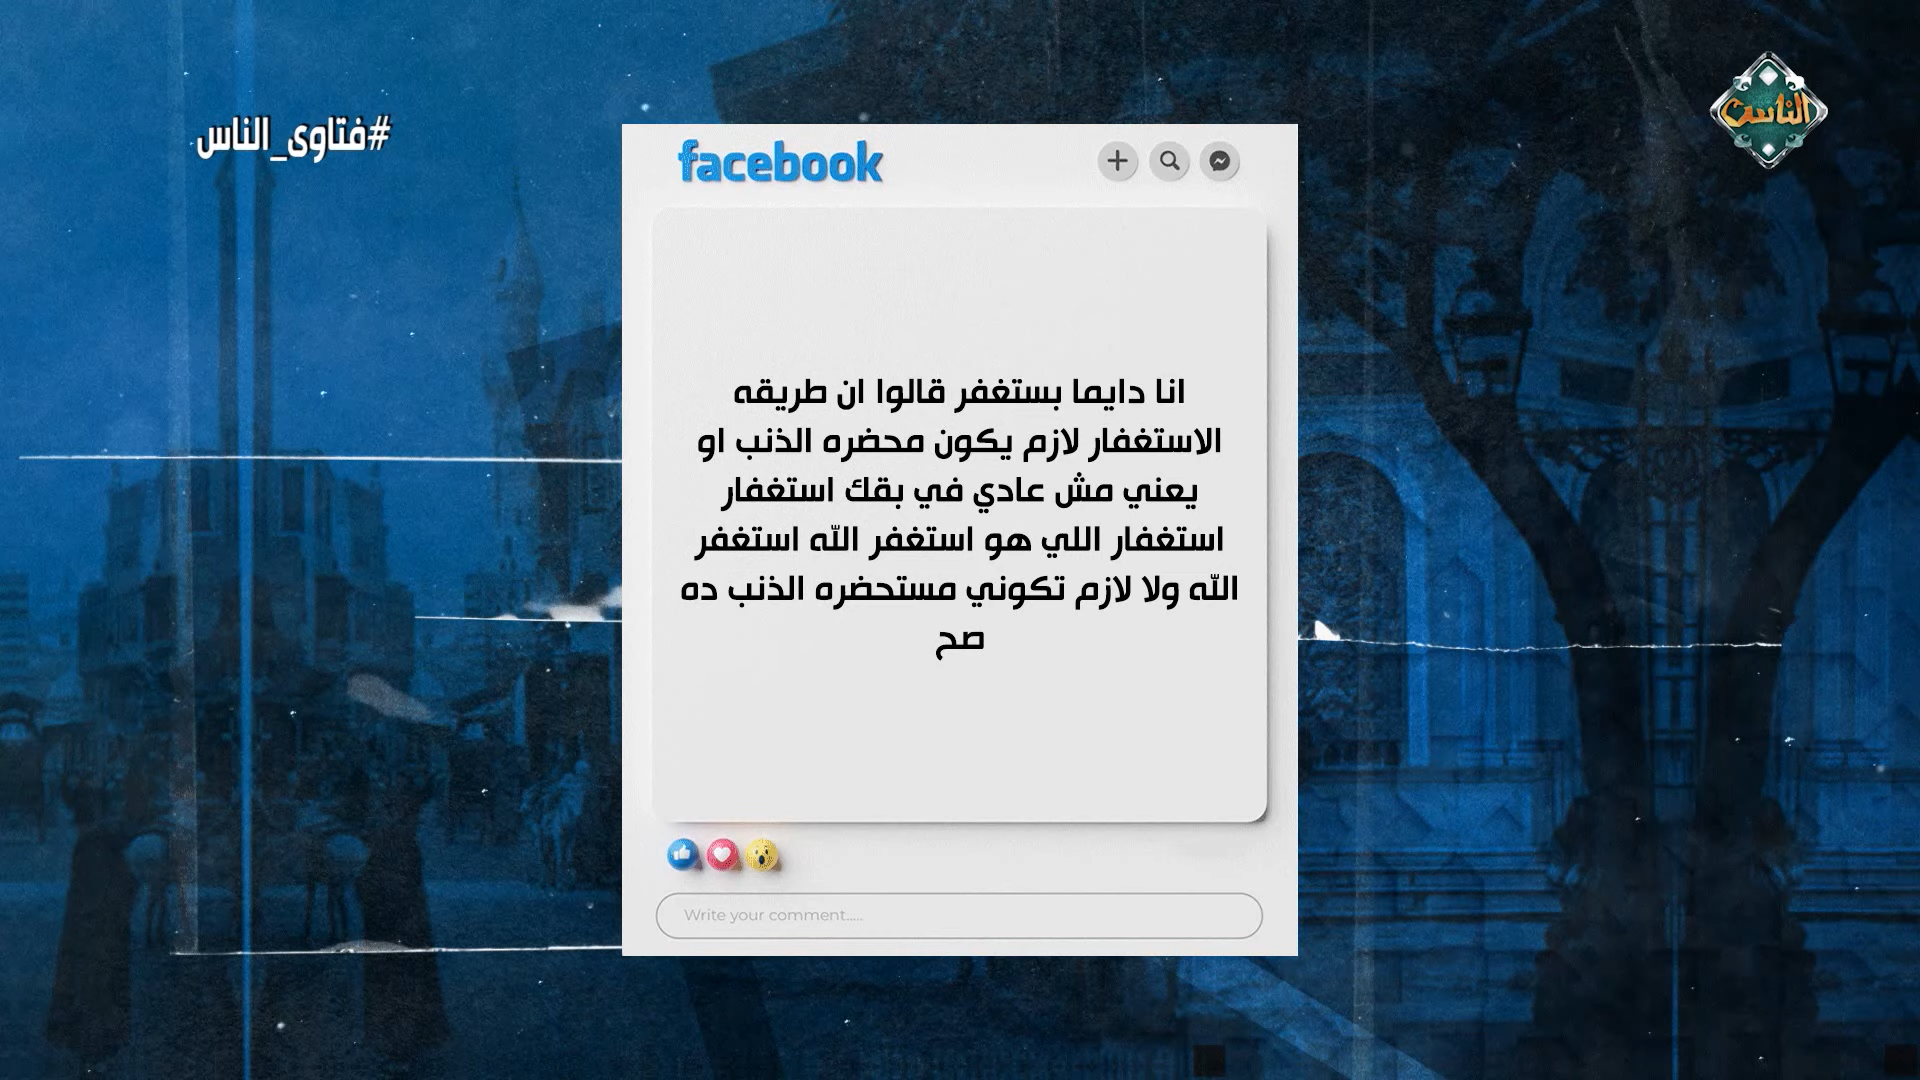 #فتاوى_الناس
الناس
facebook
انا دايما بستغفر قالوا ان طريقه
الاستغفار لازم يكون محضره الذنب او
يعني مش عادي في بقك استغفار
استغفار اللي هو استغفر الله استغفر
الله ولا لازم تكوني مستحضره الذنب ده
صح
Write your comment.....